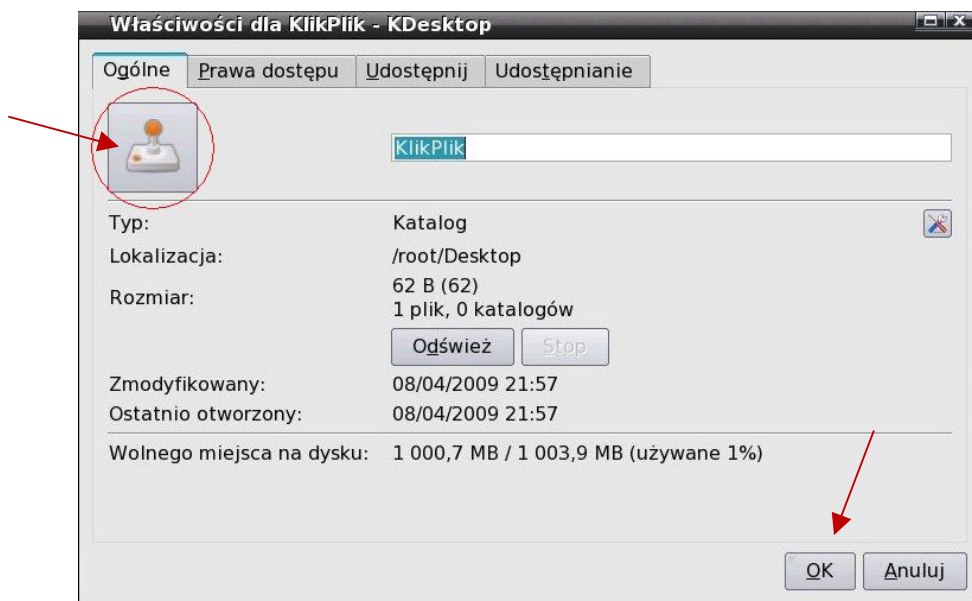 Właściwości dla KlikPlik - KDesktop
Ogólne Prawa dostępu Udostępnij Udostępnianie
KlikPlik
Typ: Katalog
Lokalizacja: /root/Desktop
Rozmiar: 62 B (62)
1 plik, 0 katalogów
Odśwież Stop
Zmodyfikowany: 08/04/2009 21:57
Ostatnio otworzony: 08/04/2009 21:57
Wolnego miejsca na dysku: 1 000,7 MB / 1 003,9 MB (używane 1%)
OK Anuluj